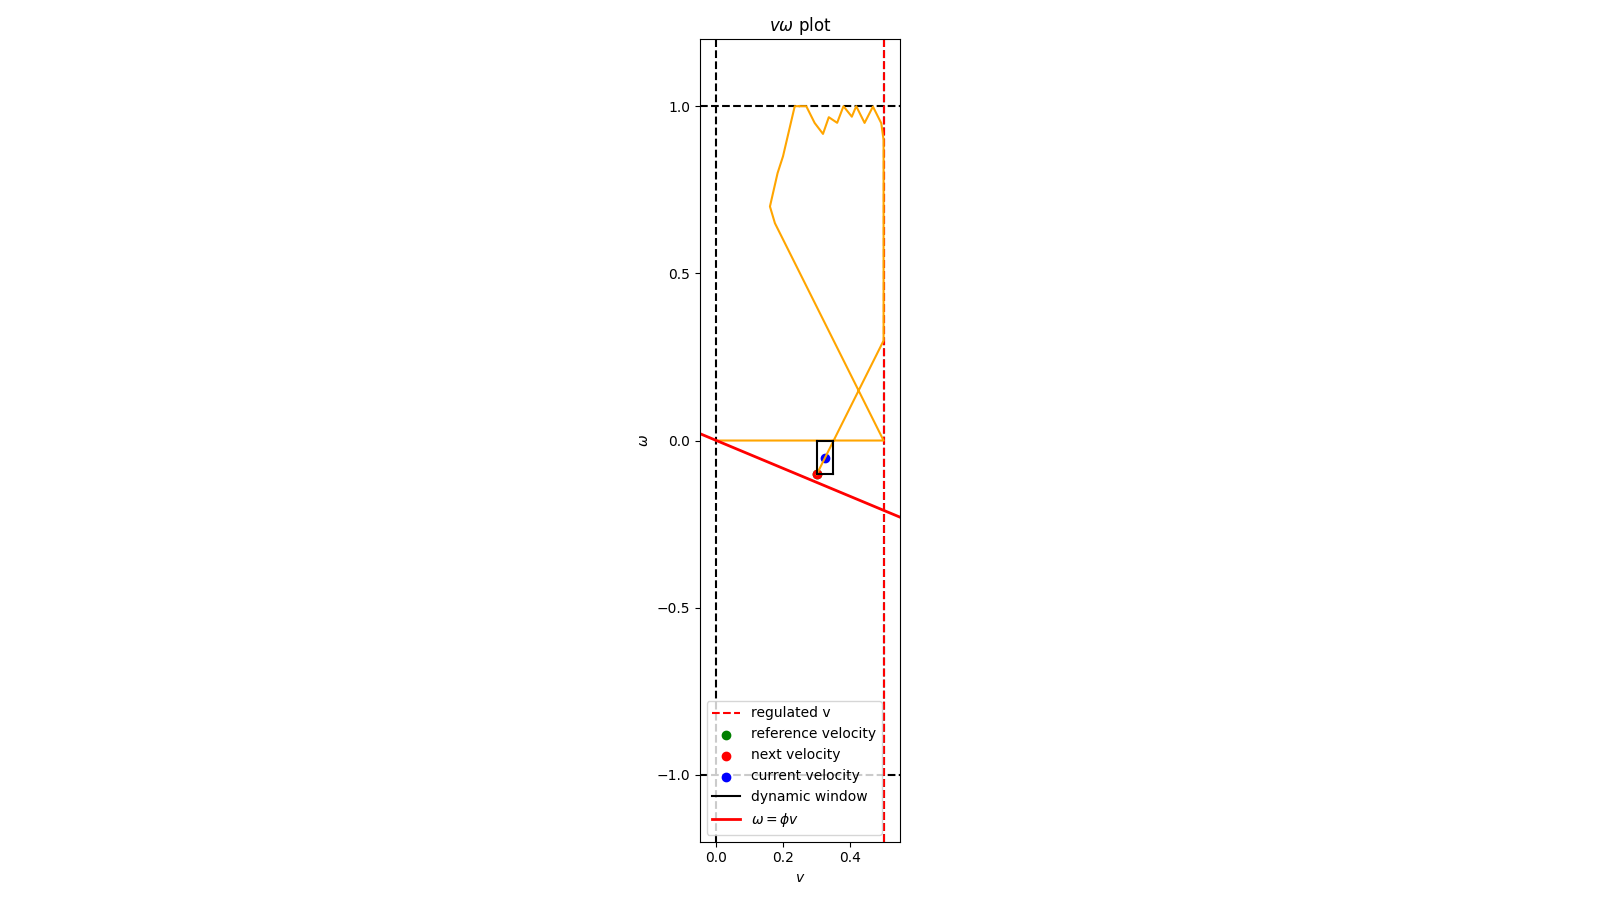 vω plot
1.0
0.5
0.0
−0.5
−1.0
ω
regulated v
reference velocity
next velocity
current velocity
dynamic window
ω = ϕv
0.0 0.2 0.4
v